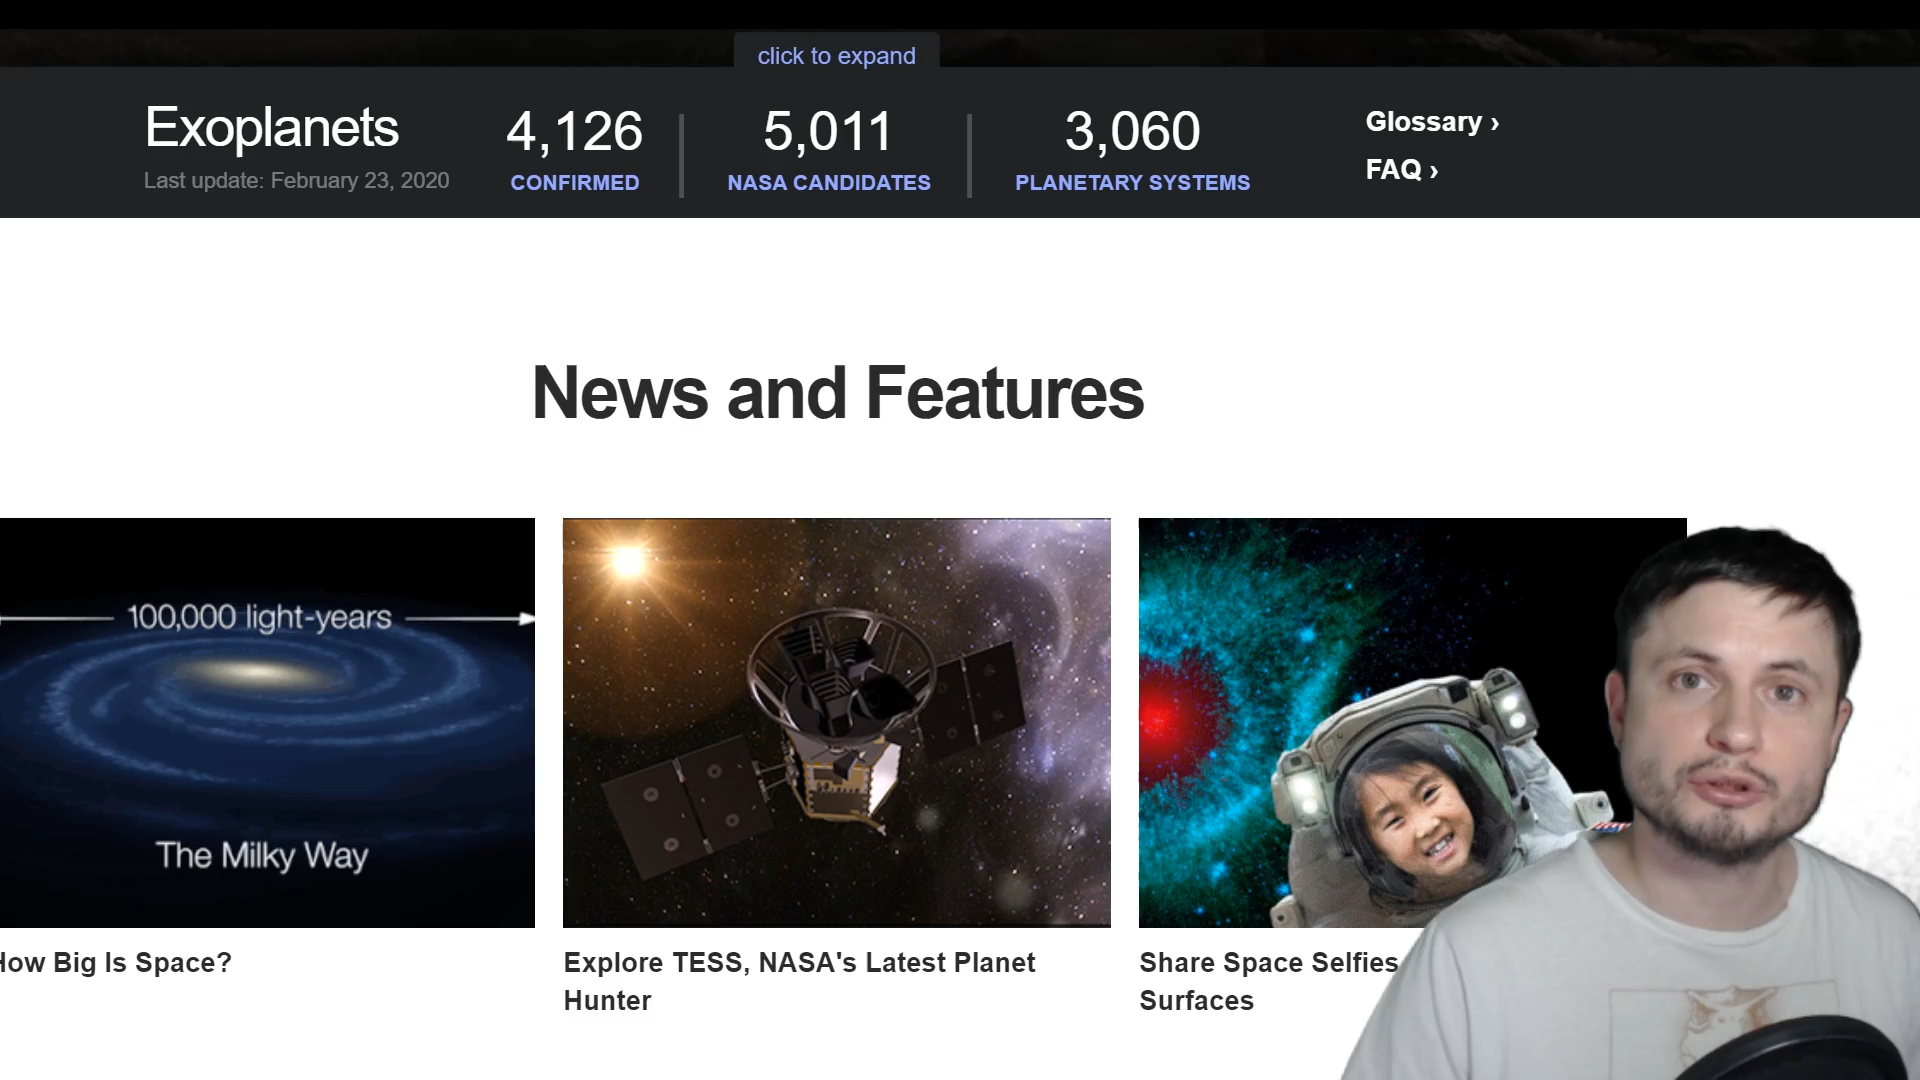 click to expand
Exoplanets
Last update: February 23, 2020
4,126
CONFIRMED
5,011
NASA CANDIDATES
3,060
PLANETARY SYSTEMS
Glossary ›
FAQ ›
News and Features
100,000 light-years
The Milky Way
How Big Is Space?
Explore TESS, NASA's Latest Planet
Hunter
Share Space Selfies
Surfaces